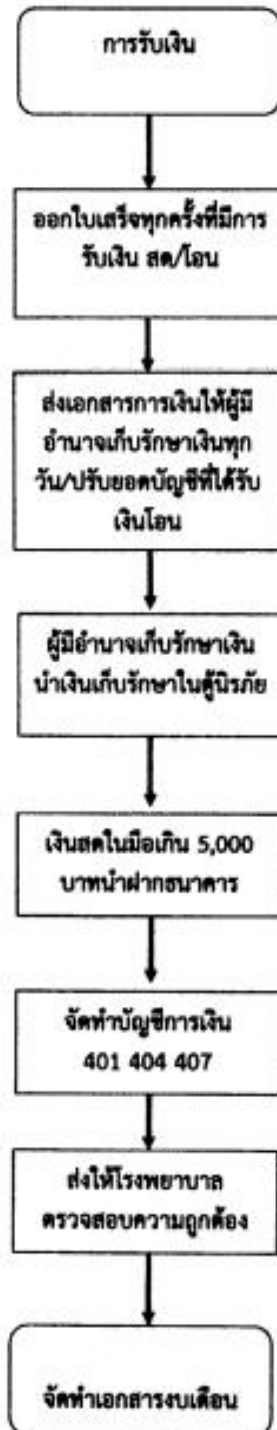 การรับเงิน
ออกใบเสร็จทุกครั้งที่มีการ
รับเงิน สด/โอน
ส่งเอกสารการเงินให้ผู้มี
อำนาจเก็บรักษาเงินทุก
วัน/ปรับยอดบัญชีที่ได้รับ
เงินโอน
ผู้มีอำนาจเก็บรักษาเงิน
นำเงินเก็บรักษาในตู้นิรภัย
เงินสดในมือเกิน 5,000
บาทนำฝากธนาคาร
จัดทำบัญชีการเงิน
401 404 407
ส่งให้โรงพยาบาล
ตรวจสอบความถูกต้อง
จัดทำเอกสารงบเดือน